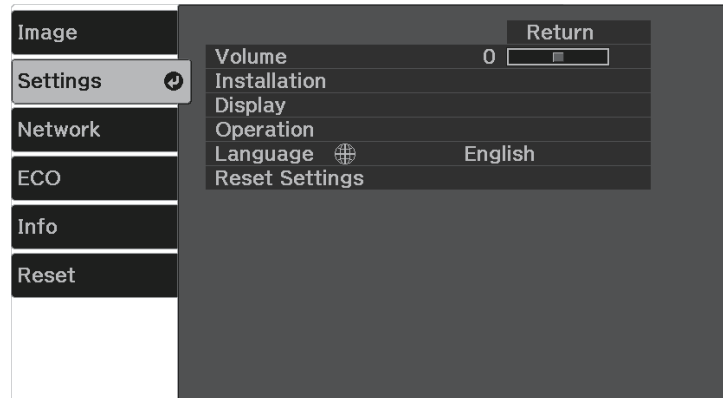 Image
Settings
Network
ECO
Info
Reset
Return
Volume 0
Installation
Display
Operation
Language English
Reset Settings